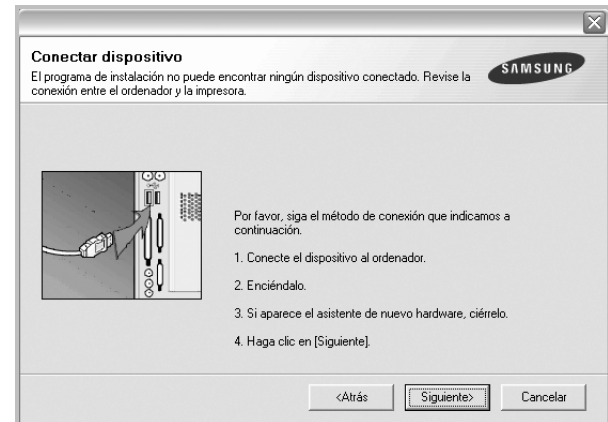 Conectar dispositivo
El programa de instalación no puede encontrar ningún dispositivo conectado. Revise la
conexión entre el ordenador y la impresora.
SAMSUNG
Por favor, siga el método de conexión que indicamos a
continuación.
1. Conecte el dispositivo al ordenador.
2. Enciéndalo.
3. Si aparece el asistente de nuevo hardware, ciérrelo.
4. Haga clic en [Siguiente].
<Atrás Siguiente> Cancelar